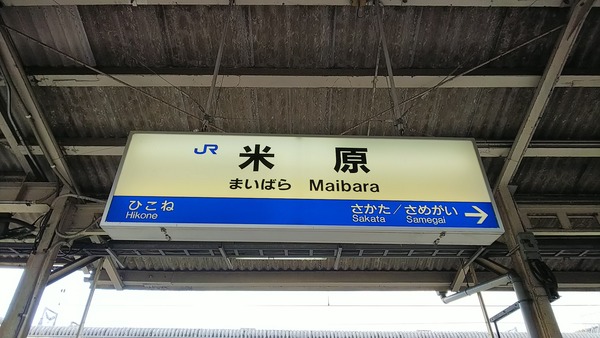 JR 米原
まいばら Maibara
ひこね さかた/さめがい
Hikone Sakata Samegai